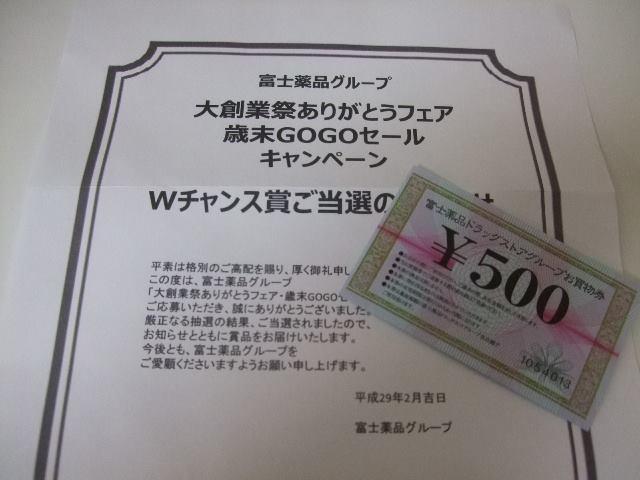 富士薬品グループ
大創業祭ありがとうフェア
歳末GOGOセール
キャンペーン
Wチャンス賞ご当選の
平素は格別のご高配を賜り、厚く御礼申し
この度は、富士薬品グループ
「大創業祭ありがとうフェア・歳末GOGOセ
ご応募いただき、誠にありがとうございます。
厳正なる抽選の結果、ご当選されましたので、
お知らせとともに賞品をお届けいたします。
今後とも、富士薬品グループを
ご愛顧くださいますようお願い申し上げます。
平成29年2月吉日
富士薬品グループ
富士薬品ドラッグストアグループお買物券
¥500
1054013